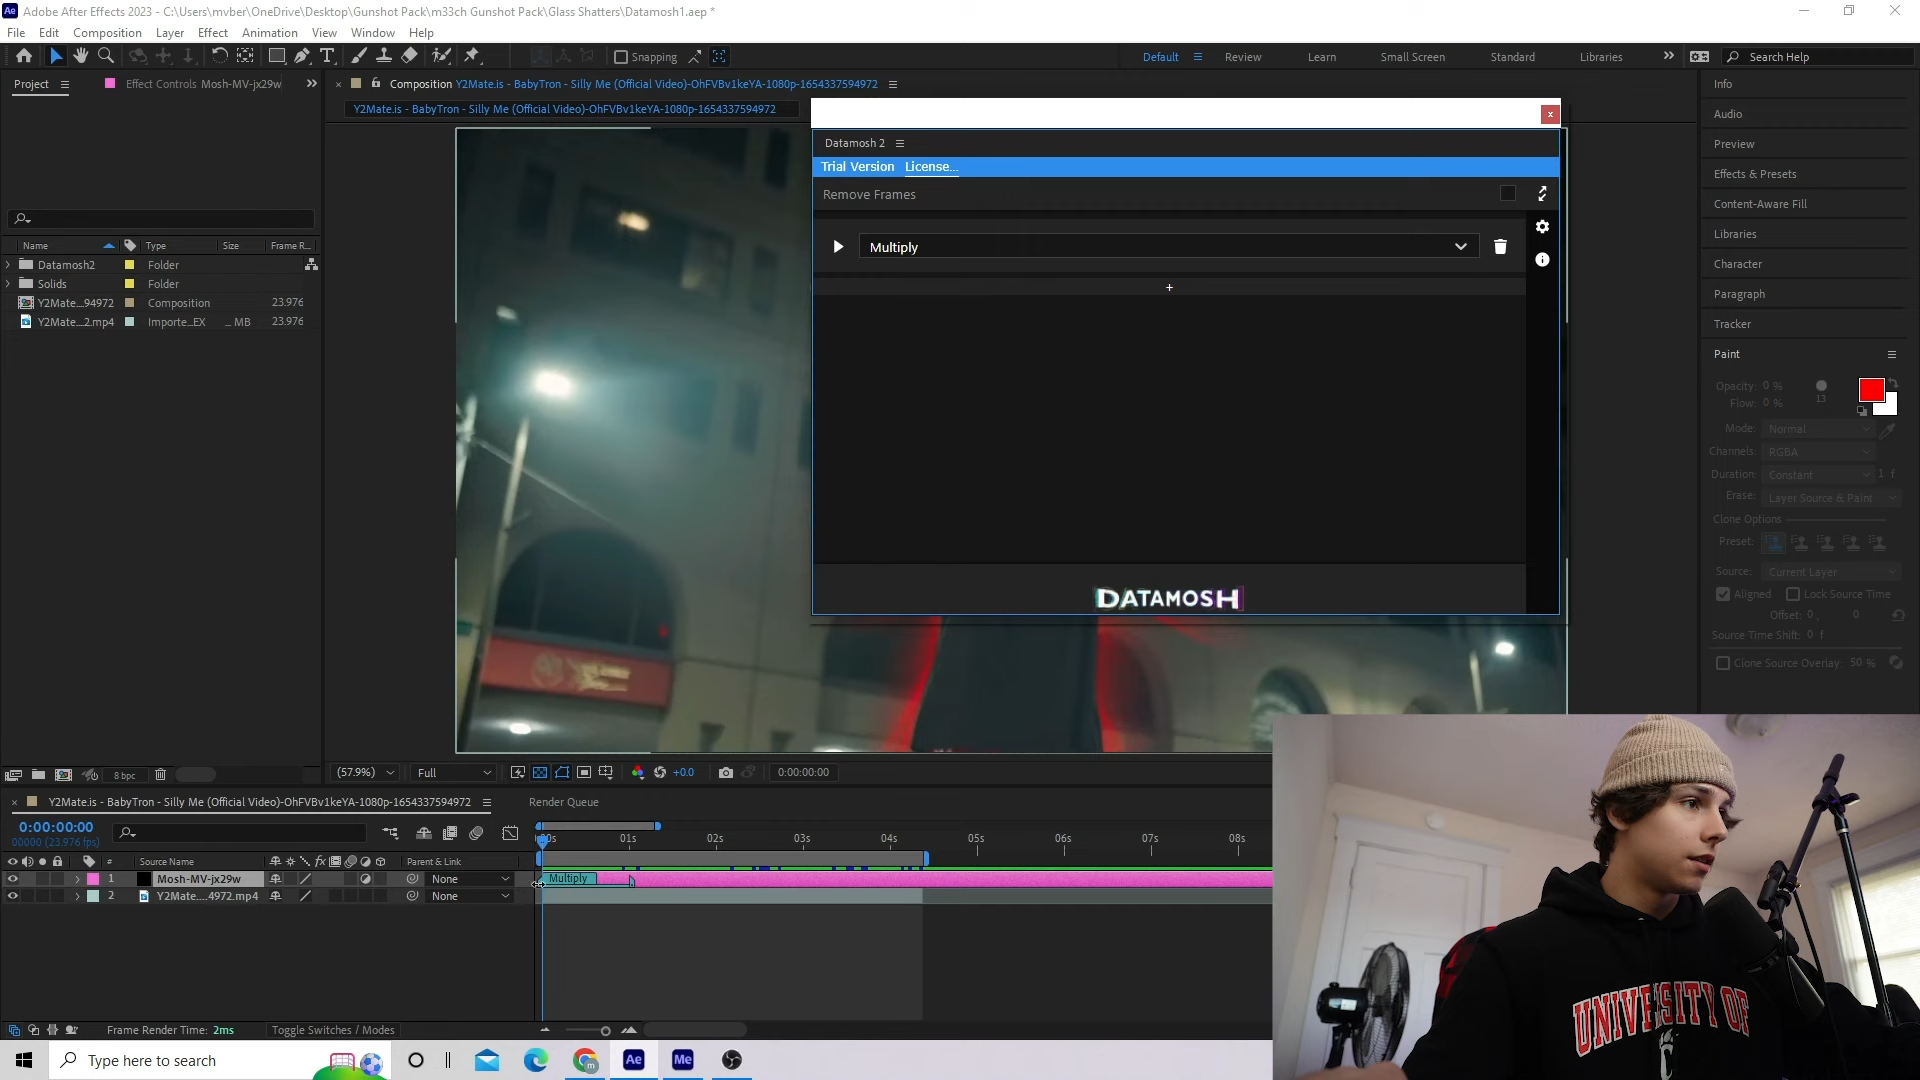 Adobe After Effects 2023 - C:\Users\mvber\OneDrive\Desktop\Gunshot Pack\m33ch Gunshot Pack\Glass Shatters\Datamosh1.aep *
File Edit Composition Layer Effect Animation View Window Help
Snapping
Default Review Learn Small Screen Standard Libraries Search Help
Project Effect Controls Mosh-MV-jx29w
Composition Y2Mate.is - BabyTron - Silly Me (Official Video)-OhFVBv1keYA-1080p-1654337594972
Y2Mate.is - BabyTron - Silly Me (Official Video)-OhFVBv1keYA-1080p-1654337594972
Datamosh 2
Trial Version License...
Remove Frames
Multiply
+
DATAMOSH
Name Type Size Frame R...
Datamosh2 Folder
Solids Folder
Y2Mate...94972 Composition 23.976
Y2Mate...2.mp4 Importe...EX ... MB 23.976
8 bpc
Info
Audio
Preview
Effects & Presets
Content-Aware Fill
Libraries
Character
Paragraph
Tracker
Paint
Opacity: 0 %
Flow: 0 %
13
Mode: Normal
Channels: RGBA
Duration: Constant 1 f
Erase: Layer Source & Paint
Clone Options
Preset:
Source: Current Layer
Aligned Lock Source Time
Offset: 0, 0
Source Time Shift: 0 f
Clone Source Overlay: 50 %
(57.9%) Full +0.0 0:00:00:00
Y2Mate.is - BabyTron - Silly Me (Official Video)-OhFVBv1keYA-1080p-1654337594972 Render Queue
0:00:00:00
00000 (23.976 fps)
:00s 01s 02s 03s 04s 05s 06s 07s 08s
# Source Name Parent & Link
1 Mosh-MV-jx29w None Multiply
2 Y2Mate....4972.mp4 None
Frame Render Time: 2ms Toggle Switches / Modes
Type here to search
Ae Me
UNIVERSITY OF
C